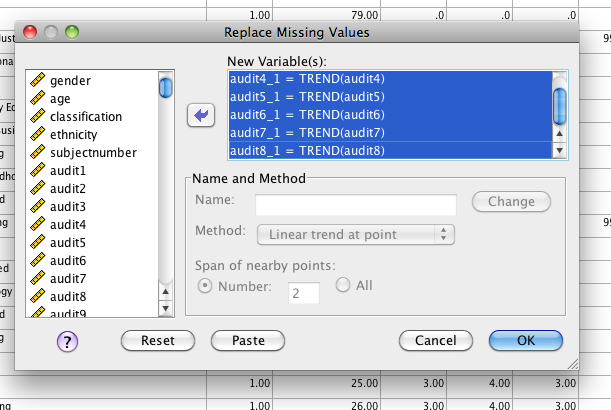 1.00 79.00 .0 .0 .0
Replace Missing Values
New Variable(s):
gender
age
classification
ethnicity
subjectnumber
audit1
audit2
audit3
audit4
audit5
audit6
audit7
audit8
audit9
audit4_1 = TREND(audit4)
audit5_1 = TREND(audit5)
audit6_1 = TREND(audit6)
audit7_1 = TREND(audit7)
audit8_1 = TREND(audit8)
Name and Method
Name:
Change
Method: Linear trend at point
Span of nearby points:
Number: 2 All
? Reset Paste Cancel OK
1.00 25.00 3.00 4.00 3.00
1.00 26.00 3.00 3.00 3.00